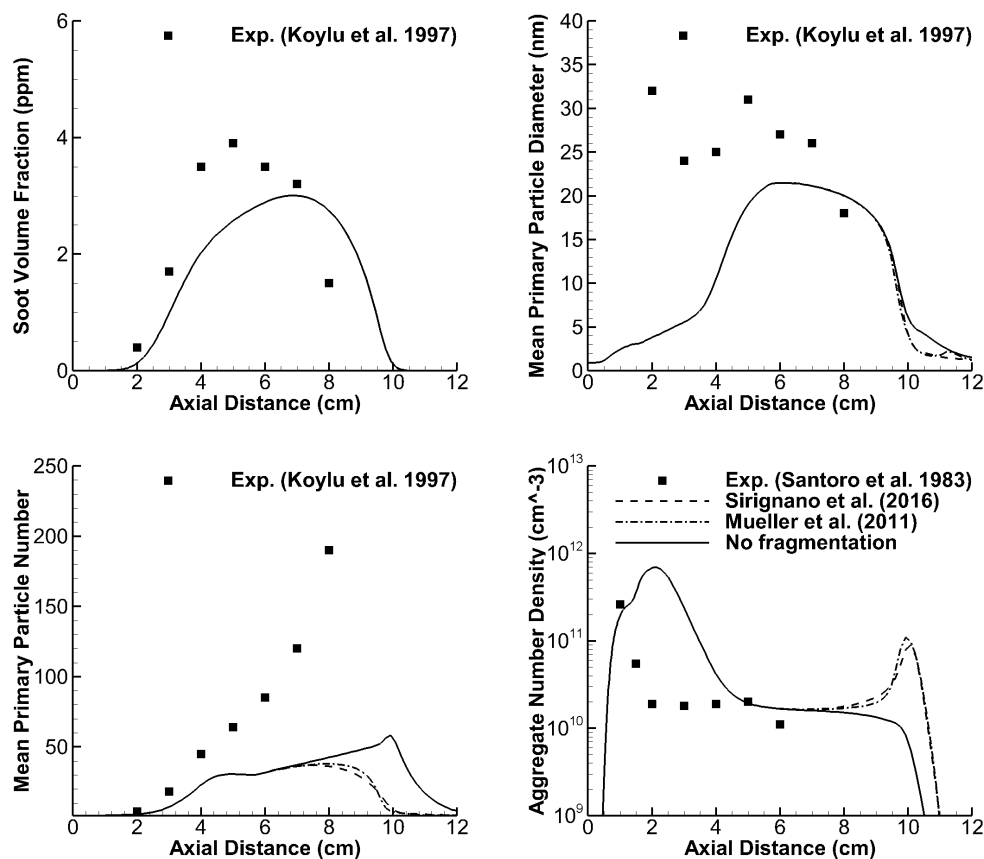 Exp. (Koylu et al. 1997)
Soot Volume Fraction (ppm)
6
4
2
0
0 2 4 6 8 10 12
Axial Distance (cm)
Exp. (Koylu et al. 1997)
Mean Primary Particle Diameter (nm)
40
35
30
25
20
15
10
5
0
0 2 4 6 8 10 12
Axial Distance (cm)
Exp. (Koylu et al. 1997)
Mean Primary Particle Number
250
200
150
100
50
0 2 4 6 8 10 12
Axial Distance (cm)
Exp. (Santoro et al. 1983)
Sirignano et al. (2016)
Mueller et al. (2011)
No fragmentation
Aggregate Number Density (cm^-3)
10^13
10^12
10^11
10^10
10^9
0 2 4 6 8 10 12
Axial Distance (cm)